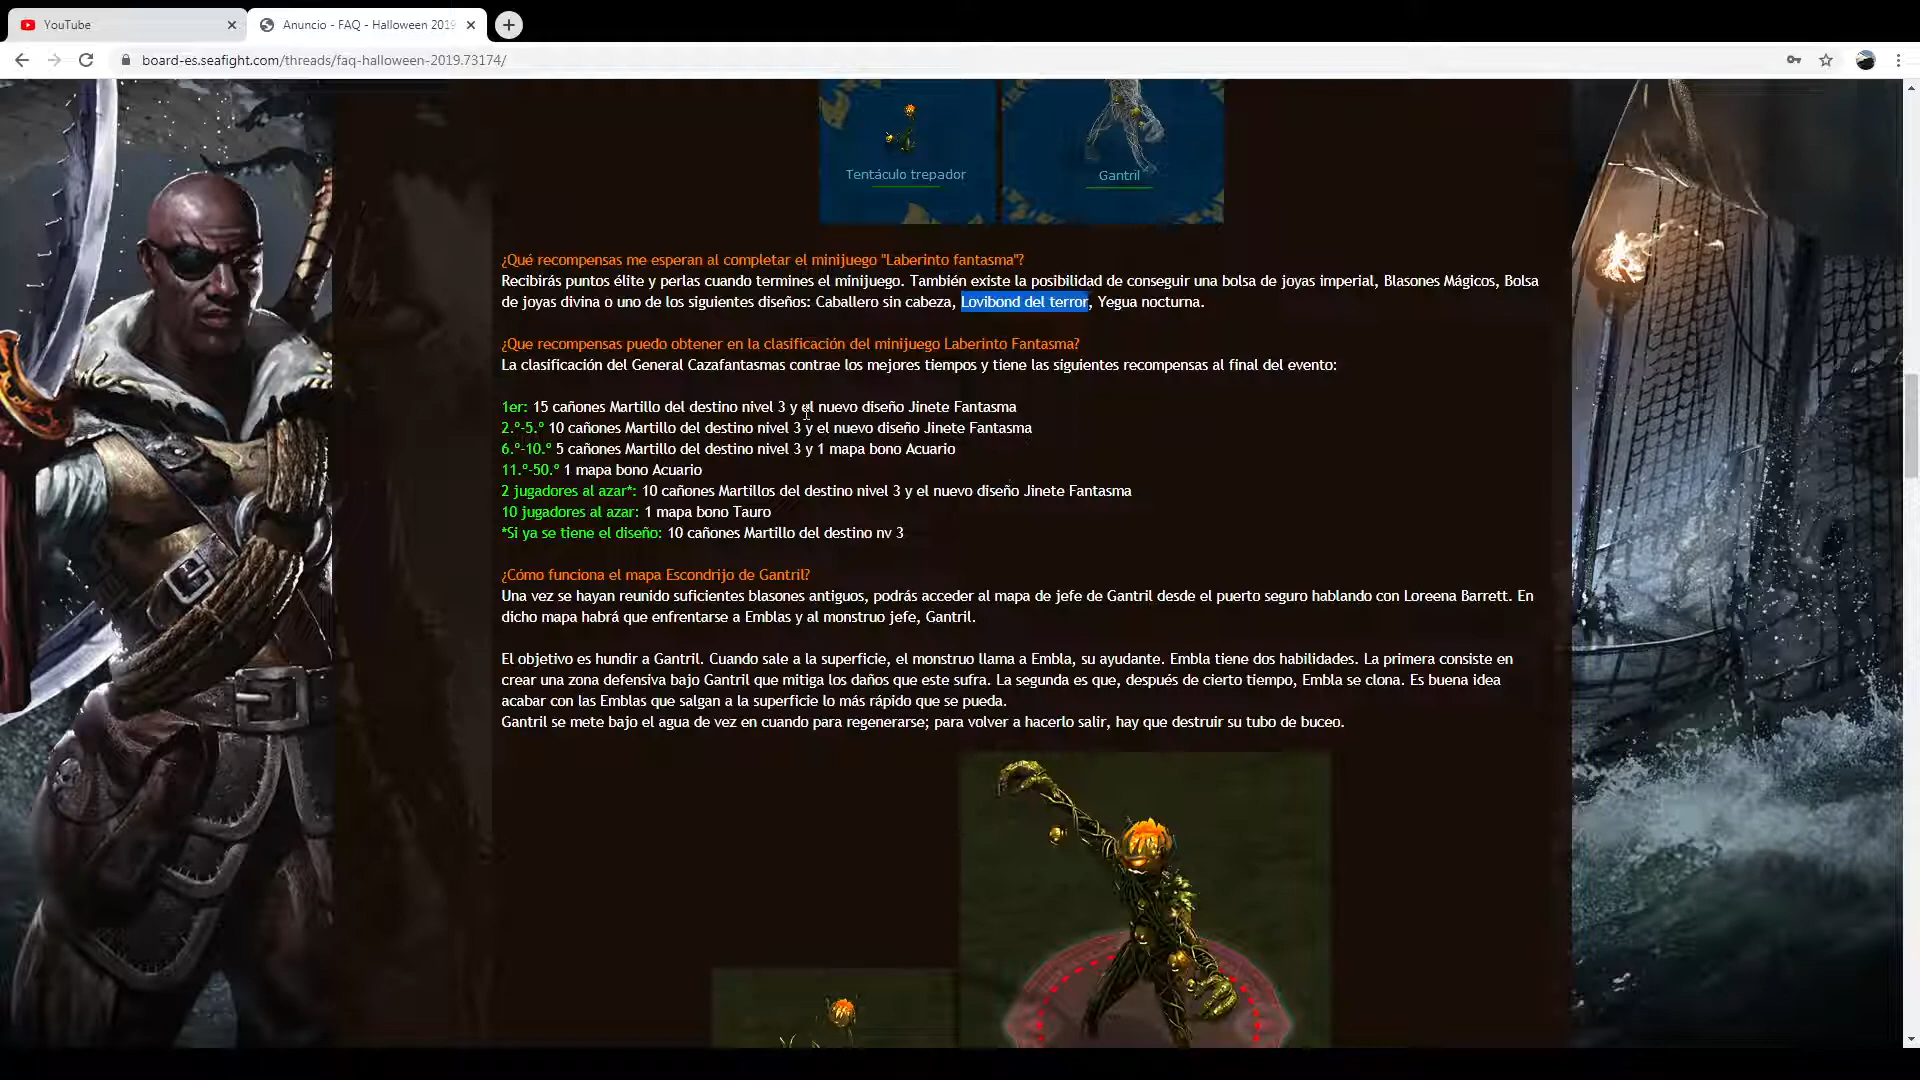 YouTube
Anuncio - FAQ - Halloween 2019
board-es.seafight.com/threads/faq-halloween-2019.73174/
Tentáculo trepador
Gantril
¿Qué recompensas me esperan al completar el minijuego "Laberinto fantasma"?
Recibirás puntos élite y perlas cuando termines el minijuego. También existe la posibilidad de conseguir una bolsa de joyas imperial, Blasones Mágicos, Bolsa
de joyas divina o uno de los siguientes diseños: Caballero sin cabeza, Lovibond del terror, Yegua nocturna.
¿Que recompensas puedo obtener en la clasificación del minijuego Laberinto Fantasma?
La clasificación del General Cazafantasmas contrae los mejores tiempos y tiene las siguientes recompensas al final del evento:
1er: 15 cañones Martillo del destino nivel 3 y el nuevo diseño Jinete Fantasma
2.º-5.º 10 cañones Martillo del destino nivel 3 y el nuevo diseño Jinete Fantasma
6.º-10.º 5 cañones Martillo del destino nivel 3 y 1 mapa bono Acuario
11.º-50.º 1 mapa bono Acuario
2 jugadores al azar*: 10 cañones Martillos del destino nivel 3 y el nuevo diseño Jinete Fantasma
10 jugadores al azar: 1 mapa bono Tauro
*Si ya se tiene el diseño: 10 cañones Martillo del destino nv 3
¿Cómo funciona el mapa Escondrijo de Gantril?
Una vez se hayan reunido suficientes blasones antiguos, podrás acceder al mapa de jefe de Gantril desde el puerto seguro hablando con Loreena Barrett. En
dicho mapa habrá que enfrentarse a Emblas y al monstruo jefe, Gantril.
El objetivo es hundir a Gantril. Cuando sale a la superficie, el monstruo llama a Embla, su ayudante. Embla tiene dos habilidades. La primera consiste en
crear una zona defensiva bajo Gantril que mitiga los daños que este sufra. La segunda es que, después de cierto tiempo, Embla se clona. Es buena idea
acabar con las Emblas que salgan a la superficie lo más rápido que se pueda.
Gantril se mete bajo el agua de vez en cuando para regenerarse; para volver a hacerlo salir, hay que destruir su tubo de buceo.